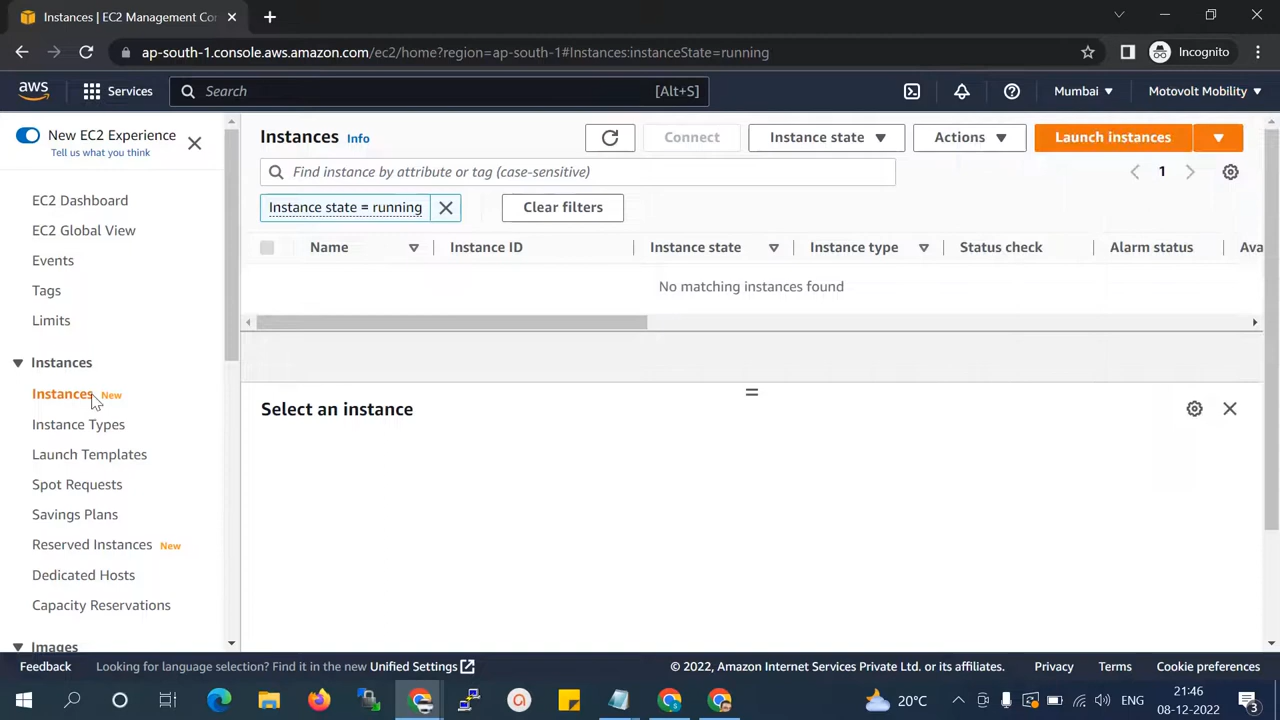 Instances | EC2 Management Con
ap-south-1.console.aws.amazon.com/ec2/home?region=ap-south-1#Instances:instanceState=running
Incognito
aws
Services
Search
[Alt+S]
Mumbai
Motovolt Mobility
New EC2 Experience
Tell us what you think
EC2 Dashboard
EC2 Global View
Events
Tags
Limits
Instances
Instances New
Instance Types
Launch Templates
Spot Requests
Savings Plans
Reserved Instances New
Dedicated Hosts
Capacity Reservations
Images
Instances Info
Connect
Instance state
Actions
Launch instances
Find instance by attribute or tag (case-sensitive)
1
Instance state = running
Clear filters
Name
Instance ID
Instance state
Instance type
Status check
Alarm status
Ava
No matching instances found
Select an instance
Feedback
Looking for language selection? Find it in the new Unified Settings
© 2022, Amazon Internet Services Private Ltd. or its affiliates.
Privacy
Terms
Cookie preferences
20°C
ENG
21:46
08-12-2022
3